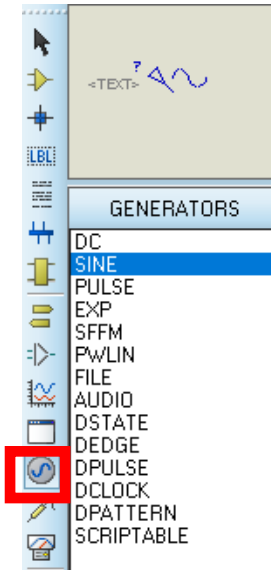 ?
<TEXT>
LBL
GENERATORS
DC
SINE
PULSE
EXP
SFFM
PWLIN
FILE
AUDIO
DSTATE
DEDGE
DPULSE
DCLOCK
DPATTERN
SCRIPTABLE